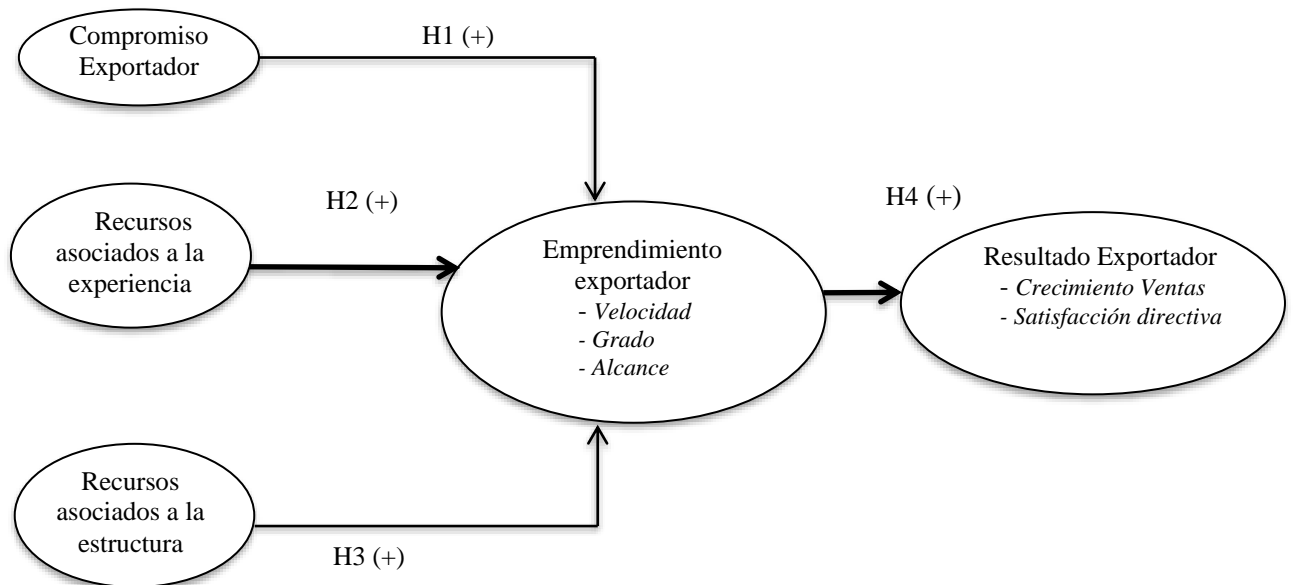 Compromiso
Exportador
H1 (+)
Recursos
asociados a la
experiencia
H2 (+)
Emprendimiento
exportador
- Velocidad
- Grado
- Alcance
H4 (+)
Resultado Exportador
- Crecimiento Ventas
- Satisfacción directiva
Recursos
asociados a la
estructura
H3 (+)